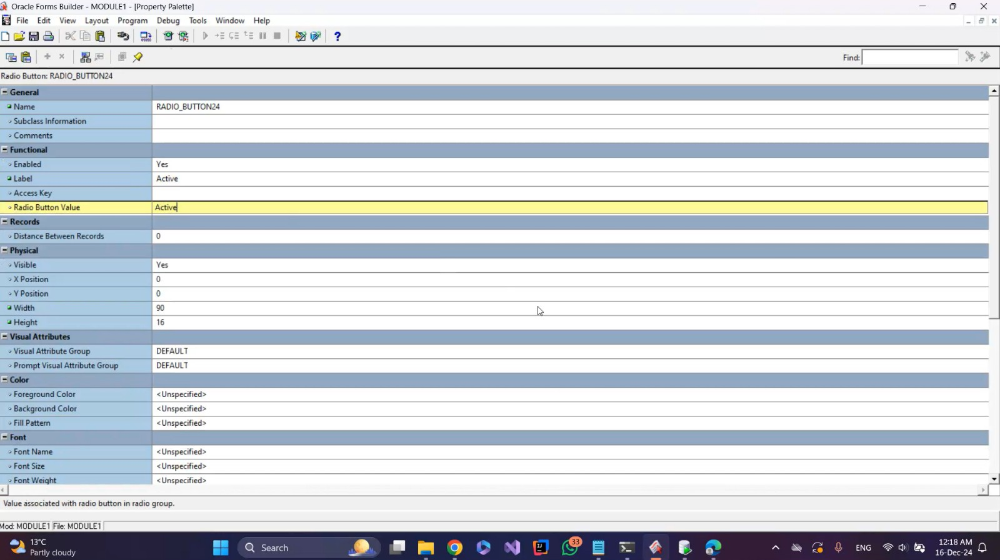 Oracle Forms Builder - MODULE1 - [Property Palette]
File Edit View Layout Program Debug Tools Window Help
Find:
Radio Button: RADIO_BUTTON24
General
Name RADIO_BUTTON24
Subclass Information
Comments
Functional
Enabled Yes
Label Active
Access Key
Radio Button Value Active
Records
Distance Between Records 0
Physical
Visible Yes
X Position 0
Y Position 0
Width 90
Height 16
Visual Attributes
Visual Attribute Group DEFAULT
Prompt Visual Attribute Group DEFAULT
Color
Foreground Color <Unspecified>
Background Color <Unspecified>
Fill Pattern <Unspecified>
Font
Font Name <Unspecified>
Font Size <Unspecified>
Font Weight <Unspecified>
Value associated with radio button in radio group.
Mod: MODULE1 File: MODULE1
13°C
Partly cloudy
Search
33
ENG
12:18 AM
16-Dec-24